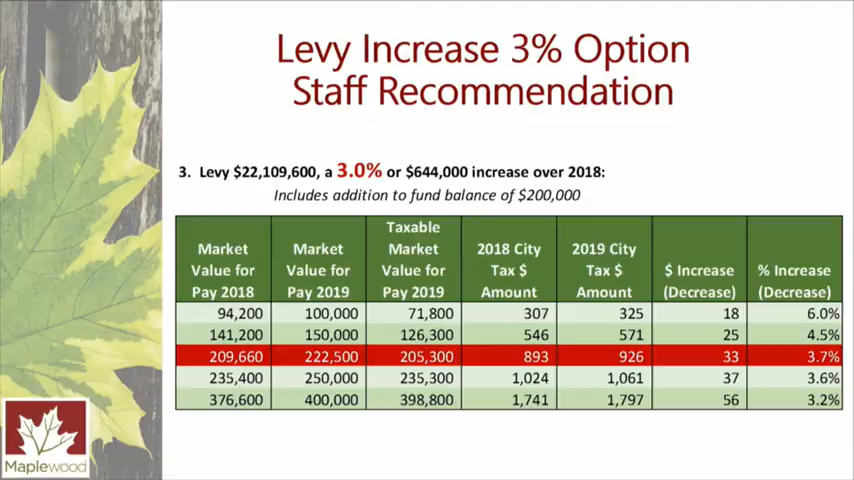 Levy Increase 3% Option
Staff Recommendation
3. Levy $22,109,600, a 3.0% or $644,000 increase over 2018:
Includes addition to fund balance of $200,000
Market Value for Pay 2018 Market Value for Pay 2019 Taxable Market Value for Pay 2019 2018 City Tax $ Amount 2019 City Tax $ Amount $ Increase (Decrease) % Increase (Decrease)
94,200 100,000 71,800 307 325 18 6.0%
141,200 150,000 126,300 546 571 25 4.5%
209,660 222,500 205,300 893 926 33 3.7%
235,400 250,000 235,300 1,024 1,061 37 3.6%
376,600 400,000 398,800 1,741 1,797 56 3.2%
Maplewood